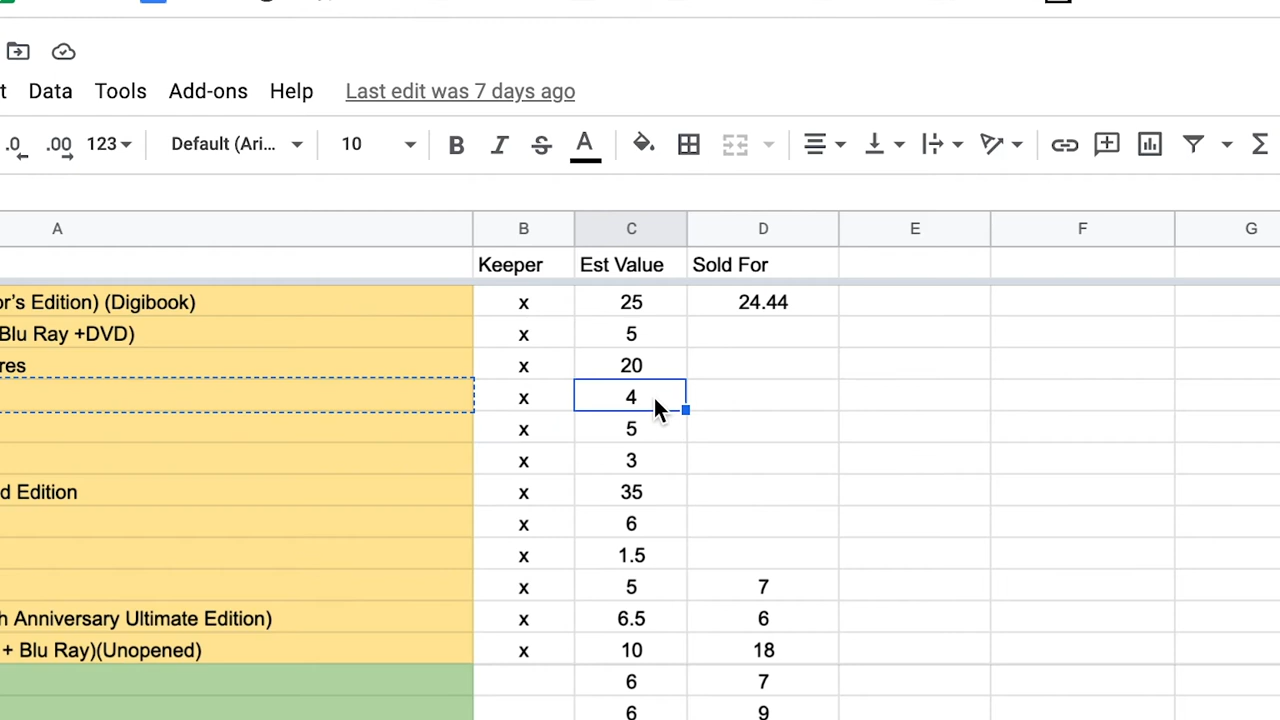 t Data Tools Add-ons Help Last edit was 7 days ago
.0 .00 123 Default (Ari... 10 B I S A Σ
A B C D E F G
Keeper Est Value Sold For
or's Edition) (Digibook) x 25 24.44
Blu Ray +DVD) x 5
res x 20
x 4
x 5
x 3
d Edition x 35
x 6
x 1.5
x 5 7
h Anniversary Ultimate Edition) x 6.5 6
+ Blu Ray)(Unopened) x 10 18
6 7
6 9